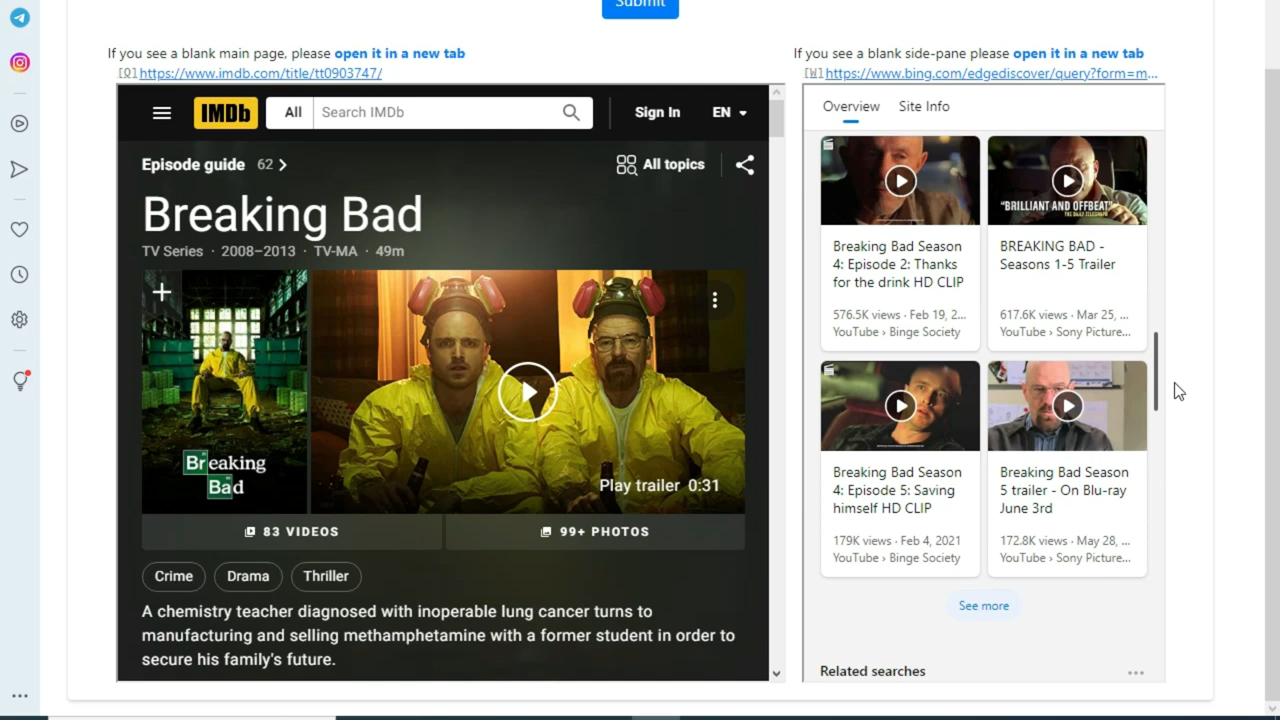 Submit
If you see a blank main page, please open it in a new tab
[O]https://www.imdb.com/title/tt0903747/
IMDb
All
Search IMDb
Sign In
EN
Episode guide 62
All topics
Breaking Bad
TV Series · 2008–2013 · TV-MA · 49m
Breaking
Bad
Play trailer 0:31
83 VIDEOS
99+ PHOTOS
Crime
Drama
Thriller
A chemistry teacher diagnosed with inoperable lung cancer turns to
manufacturing and selling methamphetamine with a former student in order to
secure his family's future.
If you see a blank side-pane please open it in a new tab
[W]https://www.bing.com/edgediscover/query?form=m...
Overview
Site Info
Breaking Bad Season
4: Episode 2: Thanks
for the drink HD CLIP
576.5K views · Feb 19, 2...
YouTube › Binge Society
"BRILLIANT AND OFFBEAT"
THE DAILY TELEGRAPH
BREAKING BAD -
Seasons 1-5 Trailer
617.6K views · Mar 25, ...
YouTube › Sony Picture...
Breaking Bad Season
4: Episode 5: Saving
himself HD CLIP
179K views · Feb 4, 2021
YouTube › Binge Society
Breaking Bad Season
5 trailer - On Blu-ray
June 3rd
172.8K views · May 28, ...
YouTube › Sony Picture...
See more
Related searches